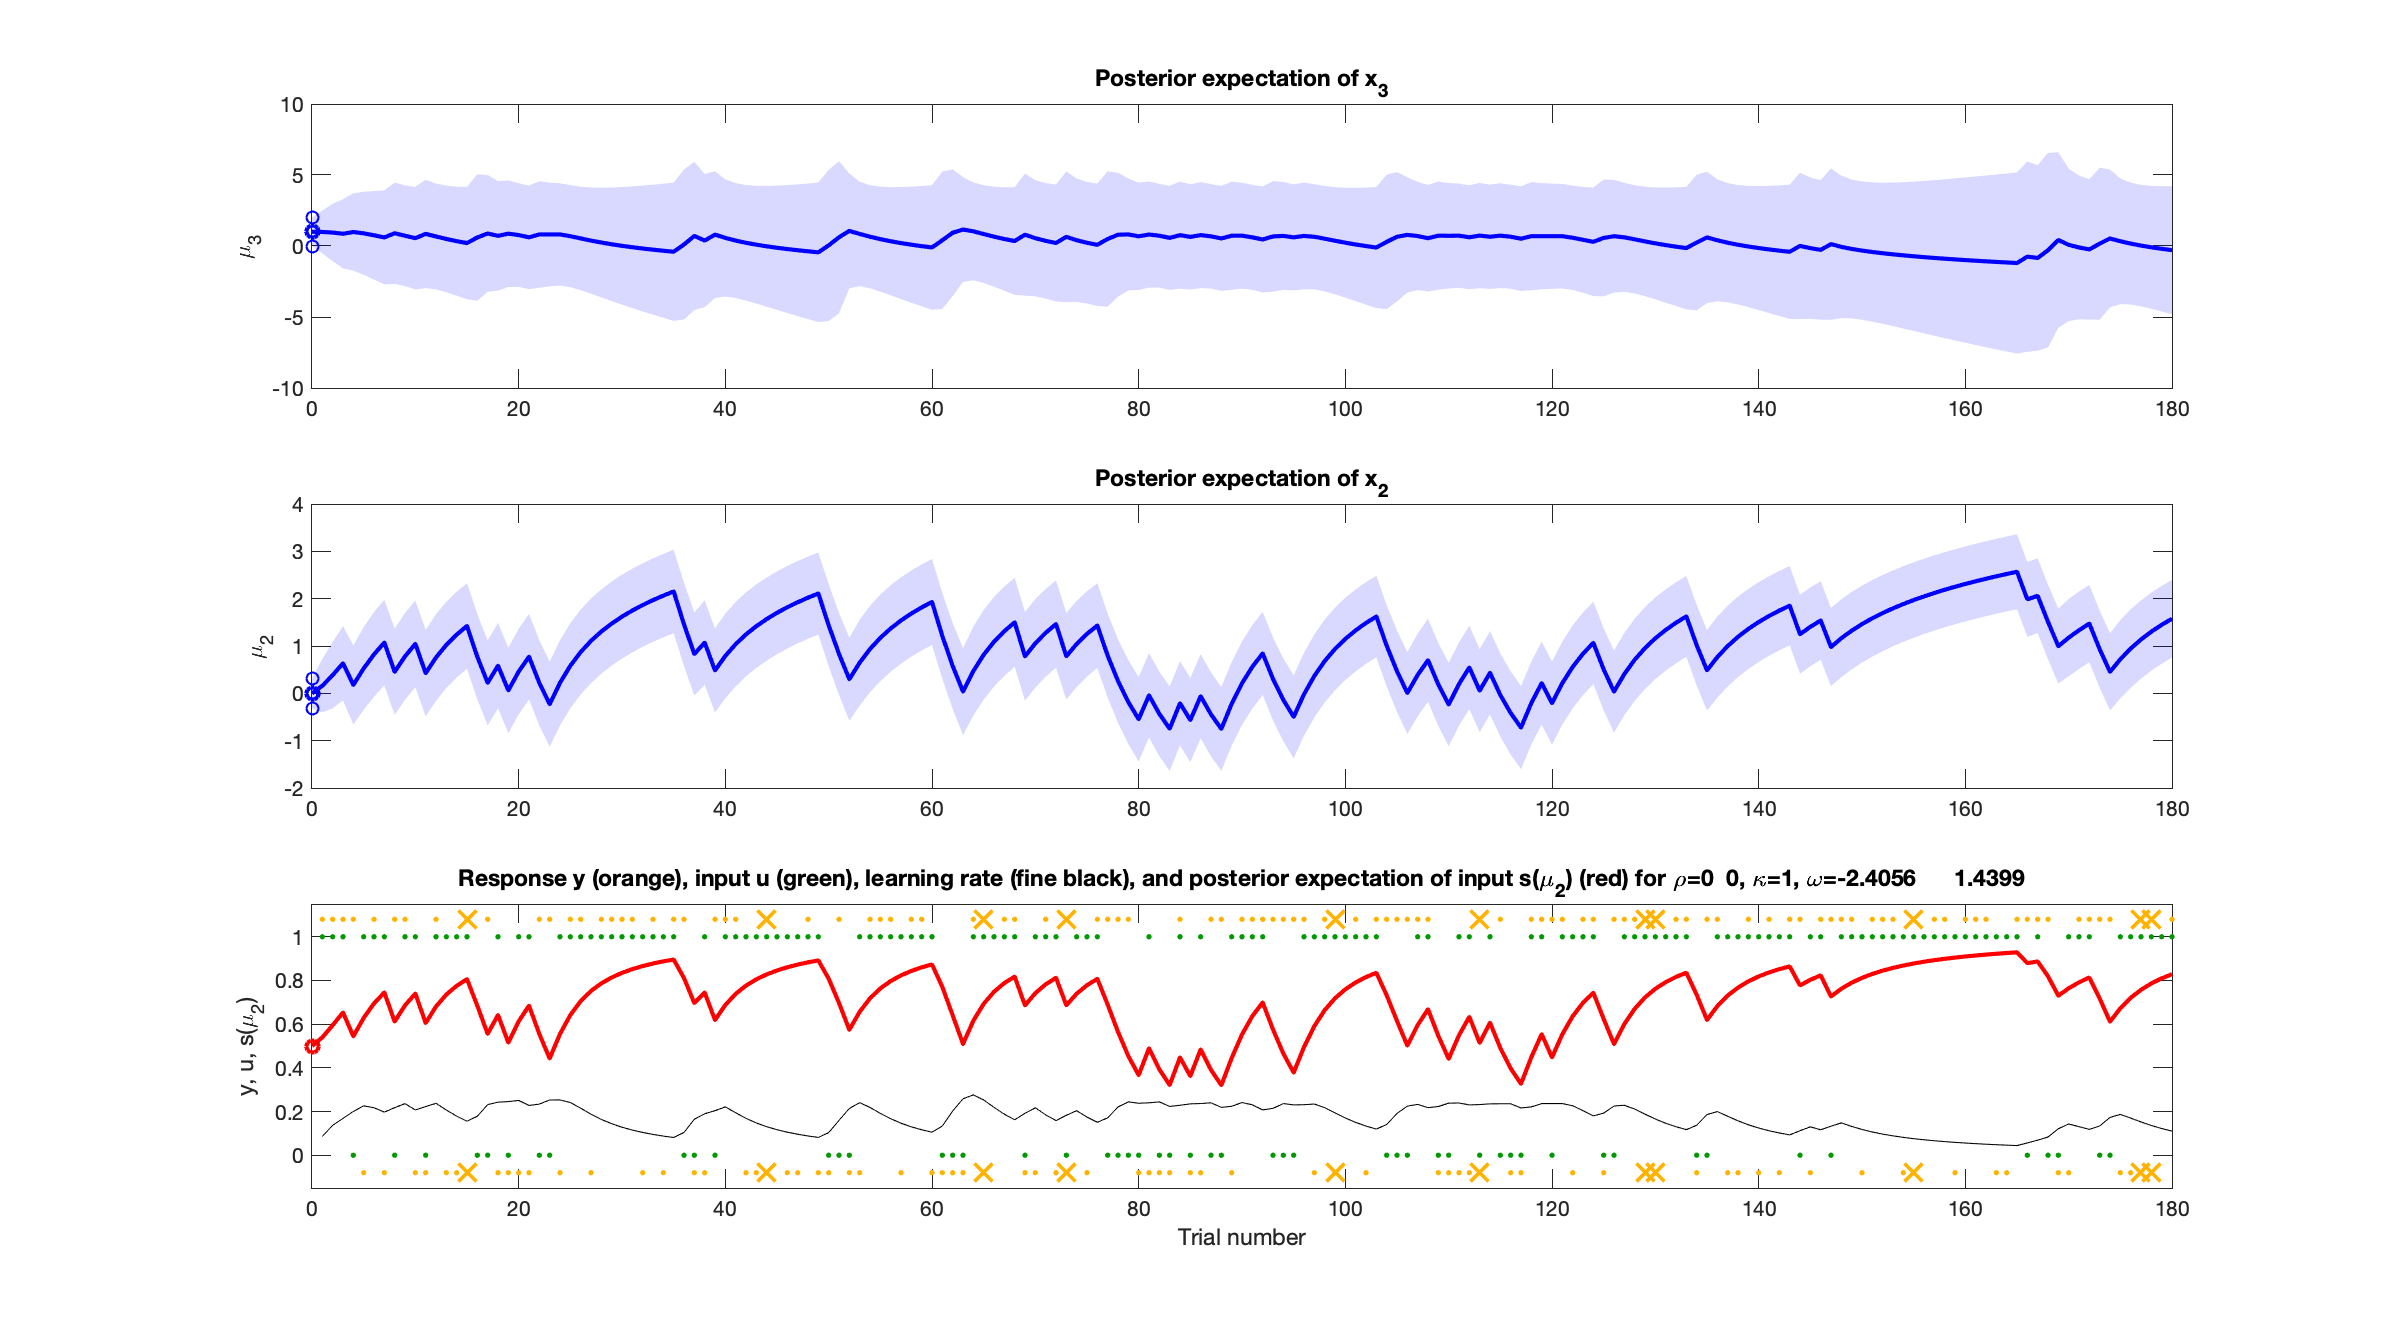 Posterior expectation of x3
10
5
0
-5
-10
μ3
0 20 40 60 80 100 120 140 160 180
Posterior expectation of x2
4
3
2
1
0
-1
-2
μ2
0 20 40 60 80 100 120 140 160 180
Response y (orange), input u (green), learning rate (fine black), and posterior expectation of input s(μ2) (red) for ρ=0 0, κ=1, ω=-2.4056 1.4399
1
0.8
0.6
0.4
0.2
0
y, u, s(μ2)
0 20 40 60 80 100 120 140 160 180
Trial number